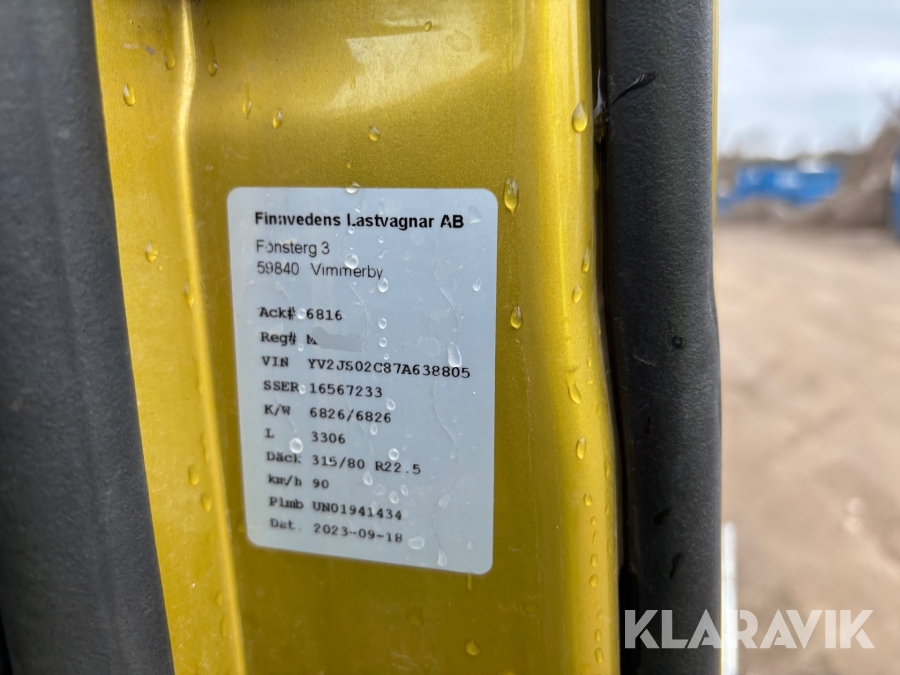 Finnvedens Lastvagnar AB
Fönsterg 3
59840 Vimmerby
Ack# 6816
Reg# M
VIN YV2JS02C87A638805
SSER 16567233
K/W 6826/6826
L 3306
Däck 315/80 R22.5
km/h 90
Plmb UN01941434
Dat. 2023-09-18
KLARAVIK